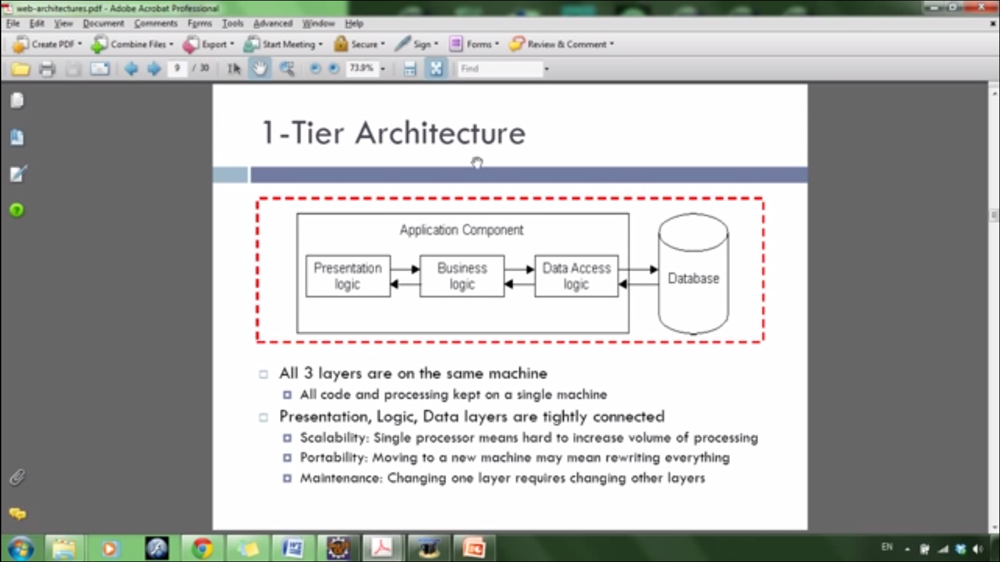 web-architectures.pdf - Adobe Acrobat Professional
File Edit View Document Comments Forms Tools Advanced Window Help
Create PDF Combine Files Export Start Meeting Secure Sign Forms Review & Comment
9 / 30 73.9% Find
1-Tier Architecture
Application Component
Presentation logic
Business logic
Data Access logic
Database
All 3 layers are on the same machine
All code and processing kept on a single machine
Presentation, Logic, Data layers are tightly connected
Scalability: Single processor means hard to increase volume of processing
Portability: Moving to a new machine may mean rewriting everything
Maintenance: Changing one layer requires changing other layers
EN